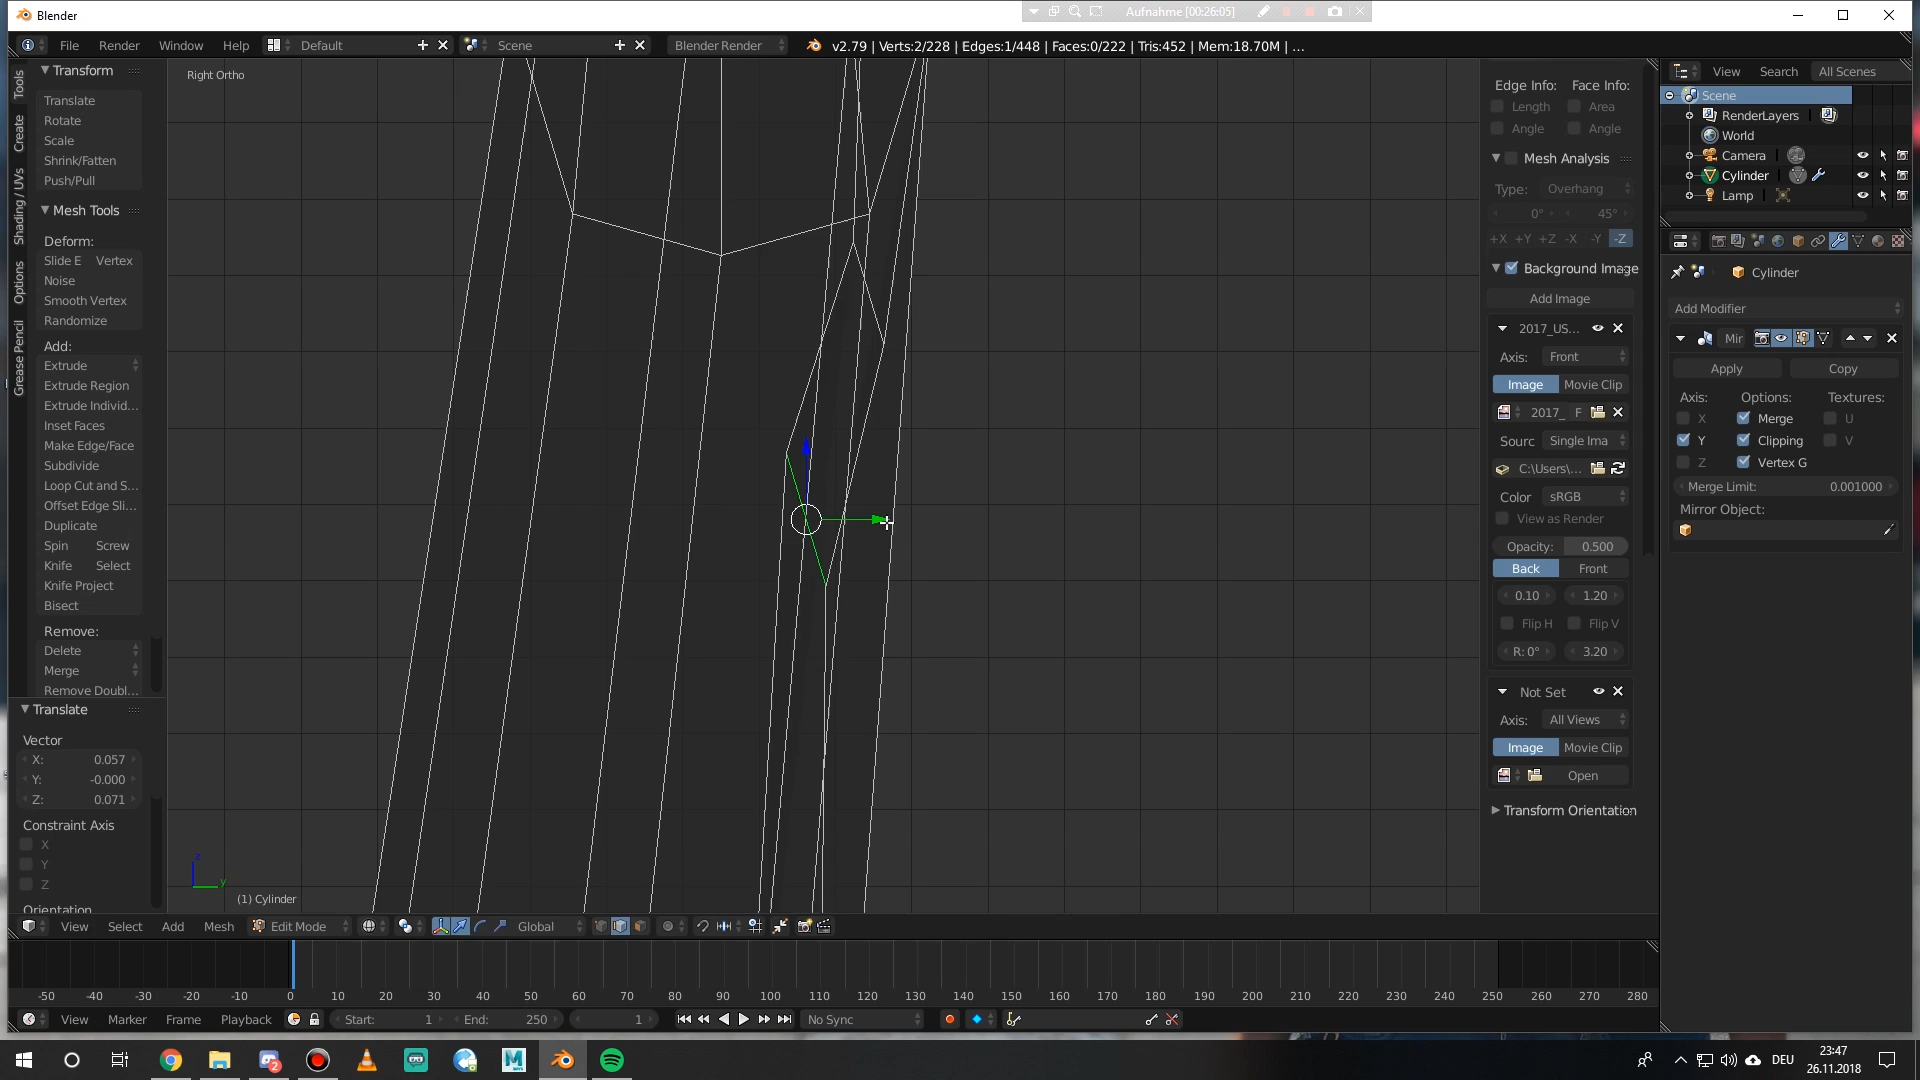 Blender
Aufnahme [00:26:05]
File Render Window Help Default Scene Blender Render v2.79 | Verts:2/228 | Edges:1/448 | Faces:0/222 | Tris:452 | Mem:18.70M | ...
Tools
Create
Shading / UVs
Options
Grease Pencil
Transform
Translate
Rotate
Scale
Shrink/Fatten
Push/Pull
Mesh Tools
Deform:
Slide E Vertex
Noise
Smooth Vertex
Randomize
Add:
Extrude
Extrude Region
Extrude Individ...
Inset Faces
Make Edge/Face
Subdivide
Loop Cut and S...
Offset Edge Sli...
Duplicate
Spin Screw
Knife Select
Knife Project
Bisect
Remove:
Delete
Merge
Remove Doubl...
Translate
Vector
X: 0.057
Y: -0.000
Z: 0.071
Constraint Axis
X
Y
Z
Orientation
Right Ortho
z
y
(1) Cylinder
Edge Info: Face Info:
Length Area
Angle Angle
Mesh Analysis
Type: Overhang
0° 45°
+X +Y +Z -X -Y -Z
Background Image
Add Image
2017_US...
Axis: Front
Image Movie Clip
2017_ F
Sourc Single Ima
C:\Users\...
Color sRGB
View as Render
Opacity: 0.500
Back Front
0.10 1.20
Flip H Flip V
R: 0° 3.20
Not Set
Axis: All Views
Image Movie Clip
Open
Transform Orientation
View Search All Scenes
Scene
RenderLayers
World
Camera
Cylinder
Lamp
Cylinder
Add Modifier
Mir
Apply Copy
Axis: Options: Textures:
X Merge U
Y Clipping V
Z Vertex G
Merge Limit: 0.001000
Mirror Object:
View Select Add Mesh Edit Mode Global
-50 -40 -30 -20 -10 0 10 20 30 40 50 60 70 80 90 100 110 120 130 140 150 160 170 180 190 200 210 220 230 240 250 260 270 280
View Marker Frame Playback Start: 1 End: 250 1 No Sync
2
DEU
23:47
26.11.2018